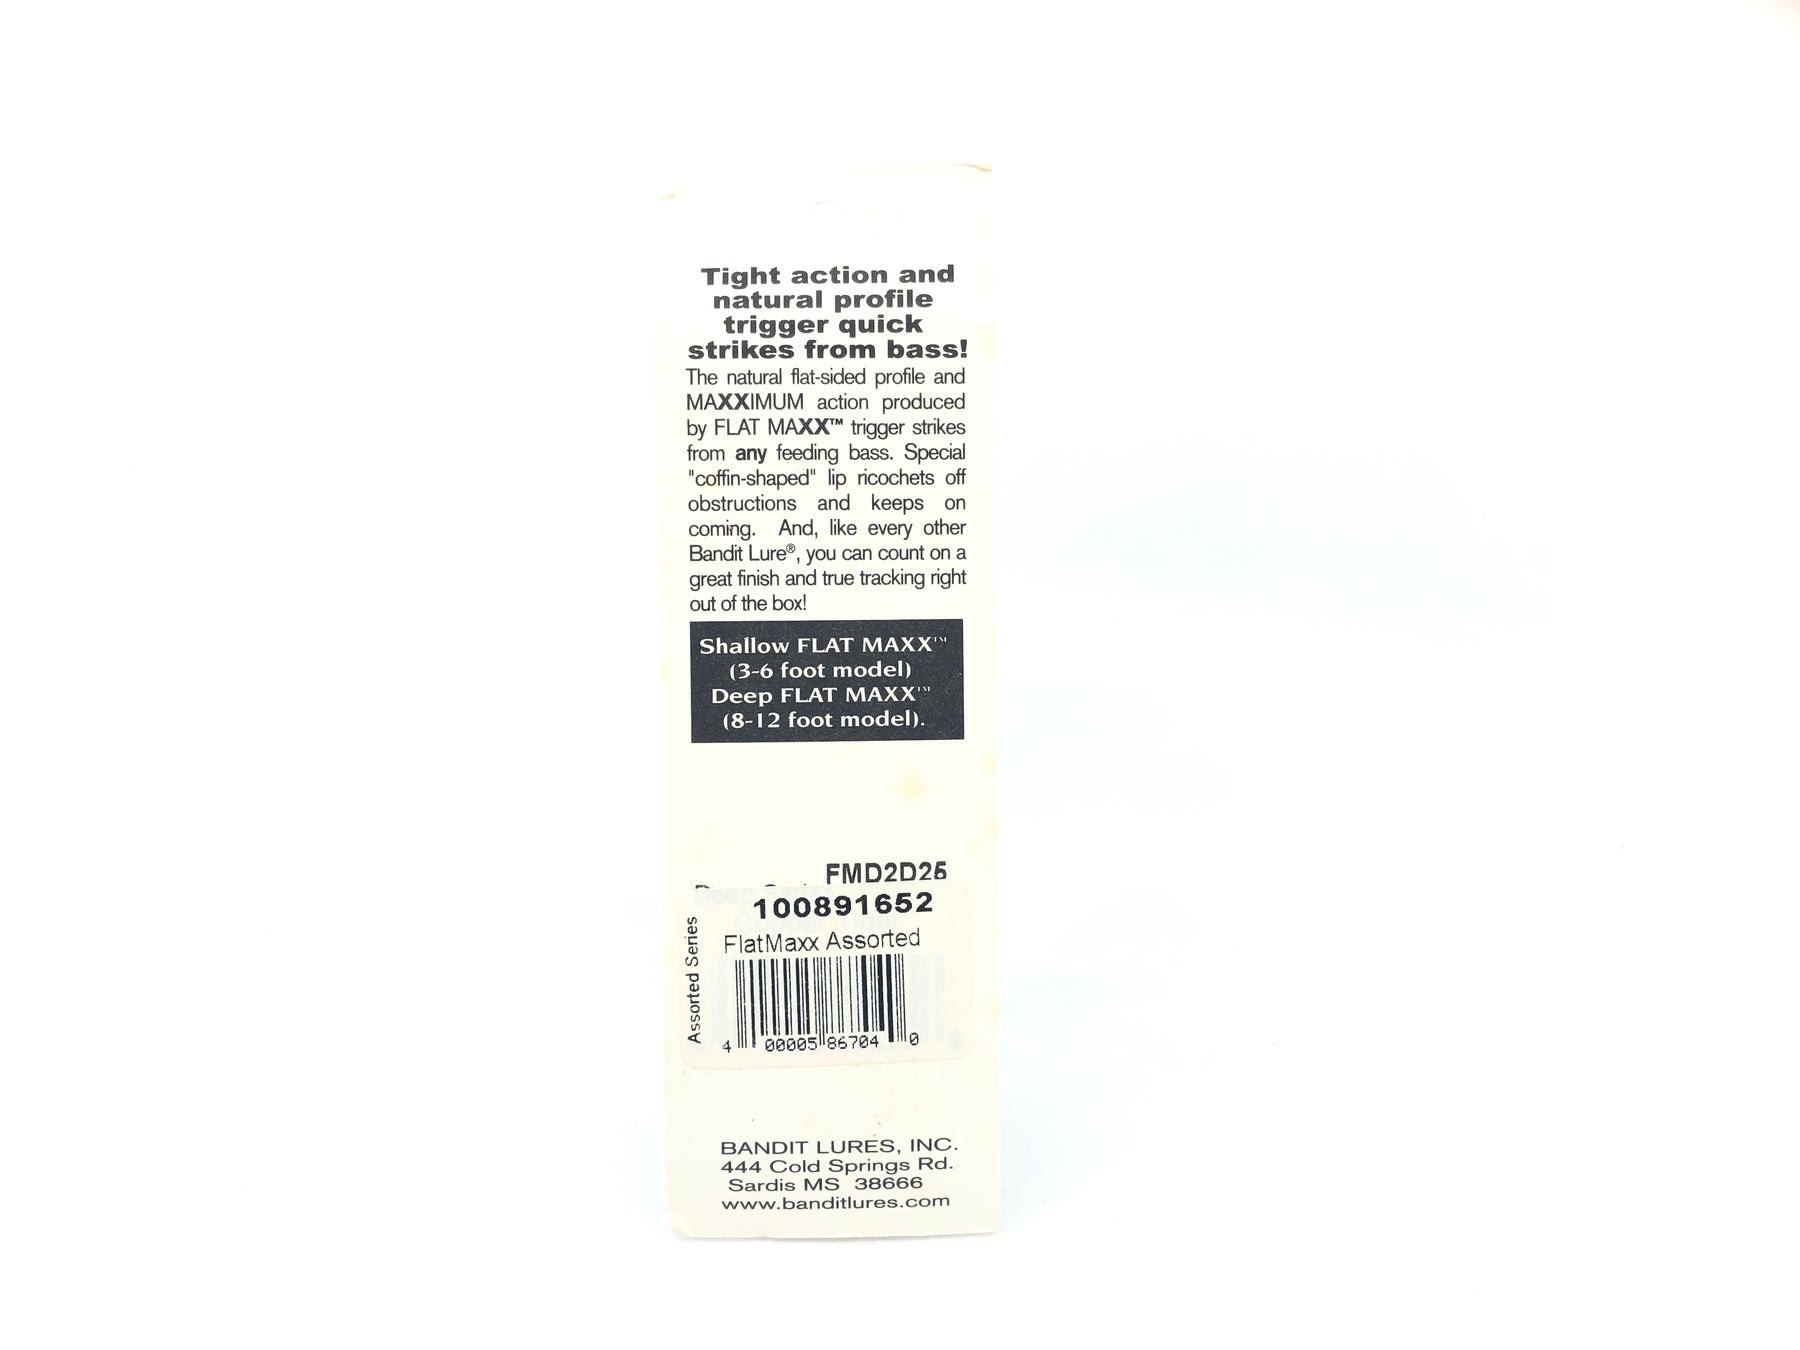 Tight action and
natural profile
trigger quick
strikes from bass!
The natural flat-sided profile and
MAXXIMUM action produced
by FLAT MAXX™ trigger strikes
from any feeding bass. Special
"coffin-shaped" lip ricochets off
obstructions and keeps on
coming. And, like every other
Bandit Lure®, you can count on a
great finish and true tracking right
out of the box!
Shallow FLAT MAXX™
(3-6 foot model)
Deep FLAT MAXX™
(8-12 foot model).
FMD2D25
100891652
FlatMaxx Assorted
Assorted Series
4 00005 86704 0
BANDIT LURES, INC.
444 Cold Springs Rd.
Sardis MS 38666
www.banditlures.com